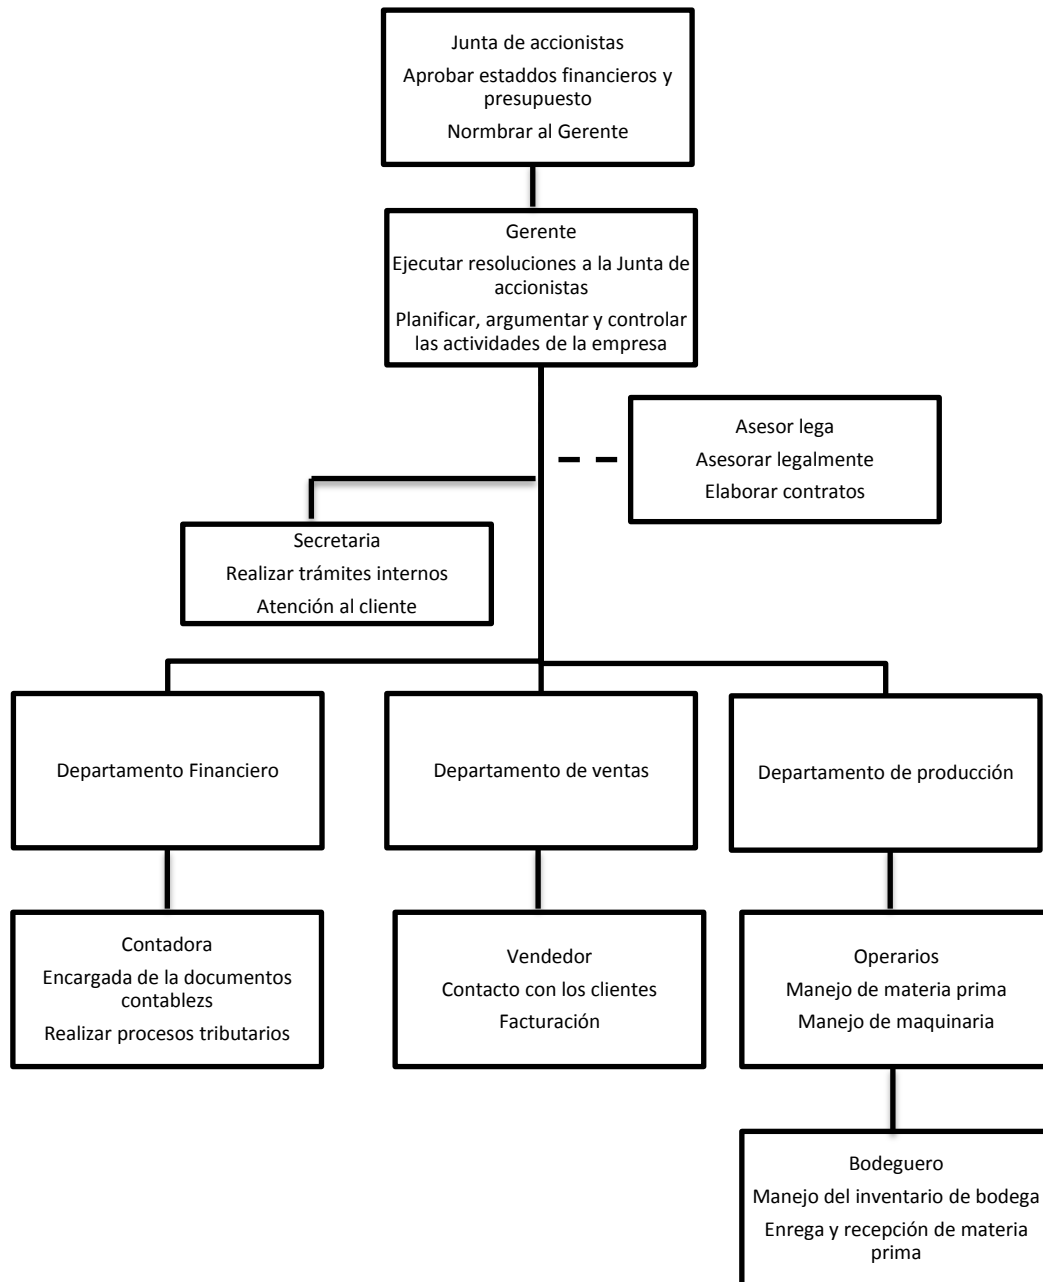 Junta de accionistas
Aprobar estaddos financieros y
presupuesto
Normbrar al Gerente
Gerente
Ejecutar resoluciones a la Junta de
accionistas
Planificar, argumentar y controlar
las actividades de la empresa
Asesor lega
Asesorar legalmente
Elaborar contratos
Secretaria
Realizar trámites internos
Atención al cliente
Departamento Financiero
Departamento de ventas
Departamento de producción
Contadora
Encargada de la documentos
contablezs
Realizar procesos tributarios
Vendedor
Contacto con los clientes
Facturación
Operarios
Manejo de materia prima
Manejo de maquinaria
Bodeguero
Manejo del inventario de bodega
Enrega y recepción de materia
prima